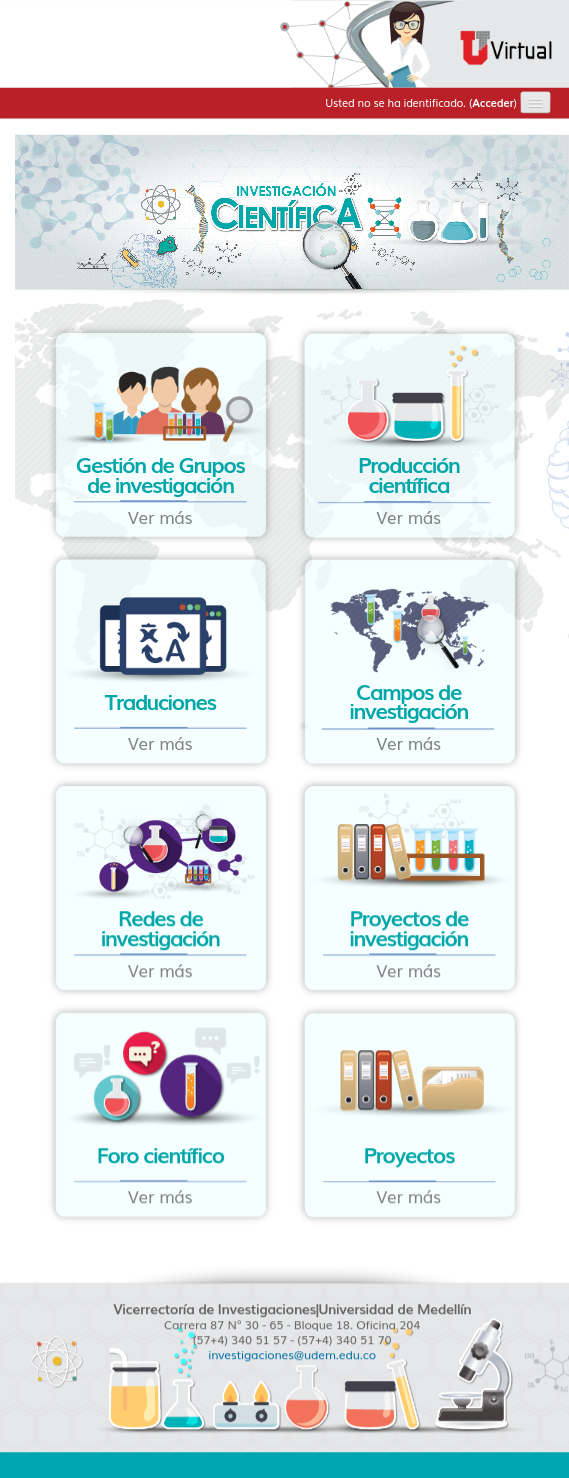 U Virtual
Usted no se ha identificado. (Acceder)
INVESTIGACIÓN
CIENTÍFICA
Gestión de Grupos
de investigación
Ver más
Producción
científica
Ver más
Traduciones
Ver más
Campos de
investigación
Ver más
Redes de
investigación
Ver más
Proyectos de
investigación
Ver más
Foro científico
Ver más
Proyectos
Ver más
Vicerrectoría de Investigaciones|Universidad de Medellín
Carrera 87 N° 30 - 65 - Bloque 18. Oficina 204
(57+4) 340 51 57 - (57+4) 340 51 70
investigaciones@udem.edu.co